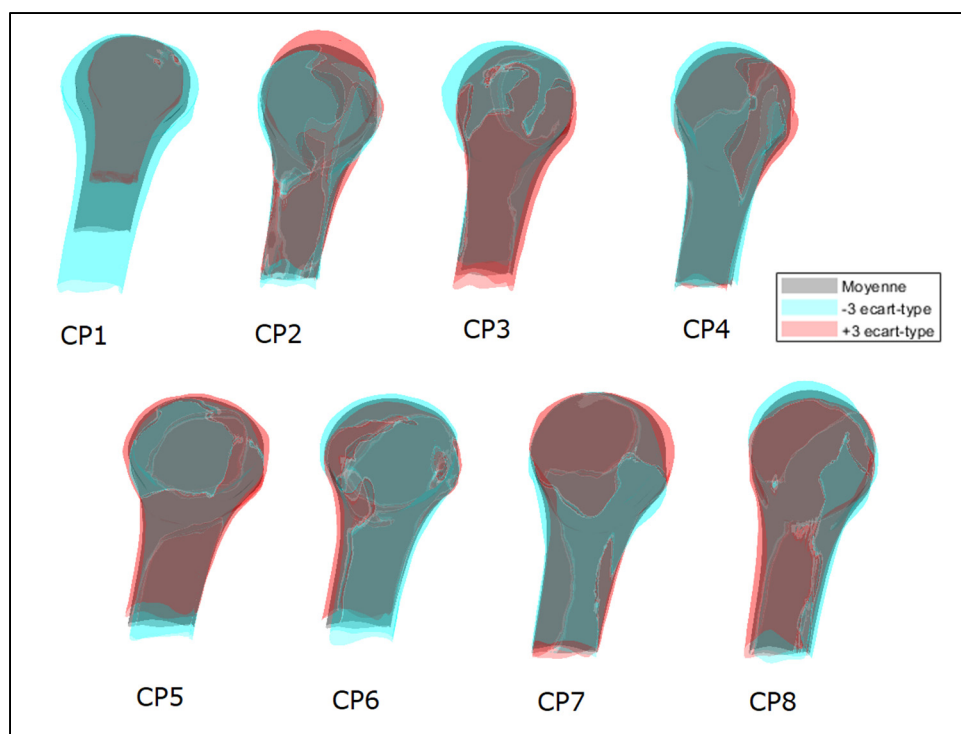 CP1
CP2
CP3
CP4
Moyenne
-3 ecart-type
+3 ecart-type
CP5
CP6
CP7
CP8